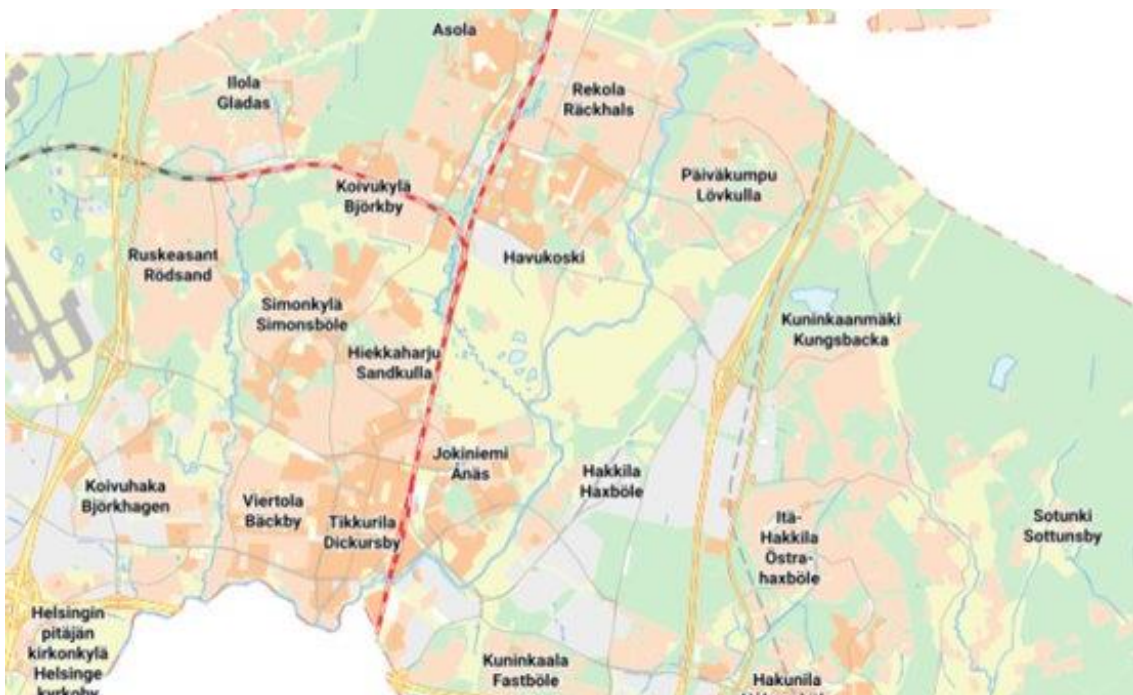 Asola
Ilola
Gladas
Rekola
Räckhals
Päiväkumpu
Lövkulla
Koivukylä
Björkby
Ruskeasant
Rödsand
Havukoski
Simonkylä
Simonsböle
Kuninkaanmäki
Kungsbacka
Hiekkaharju
Sandkulla
Jokiniemi
Ånäs
Hakkila
Haxböle
Koivuhaka
Björkhagen
Viertola
Bäckby
Tikkurila
Dickursby
Itä-
Hakkila
Östra-
haxböle
Sotunki
Sottunsby
Helsingin
pitäjän
kirkonkylä
Helsinge
kyrkoby
Kuninkaala
Fastböle
Hakunila